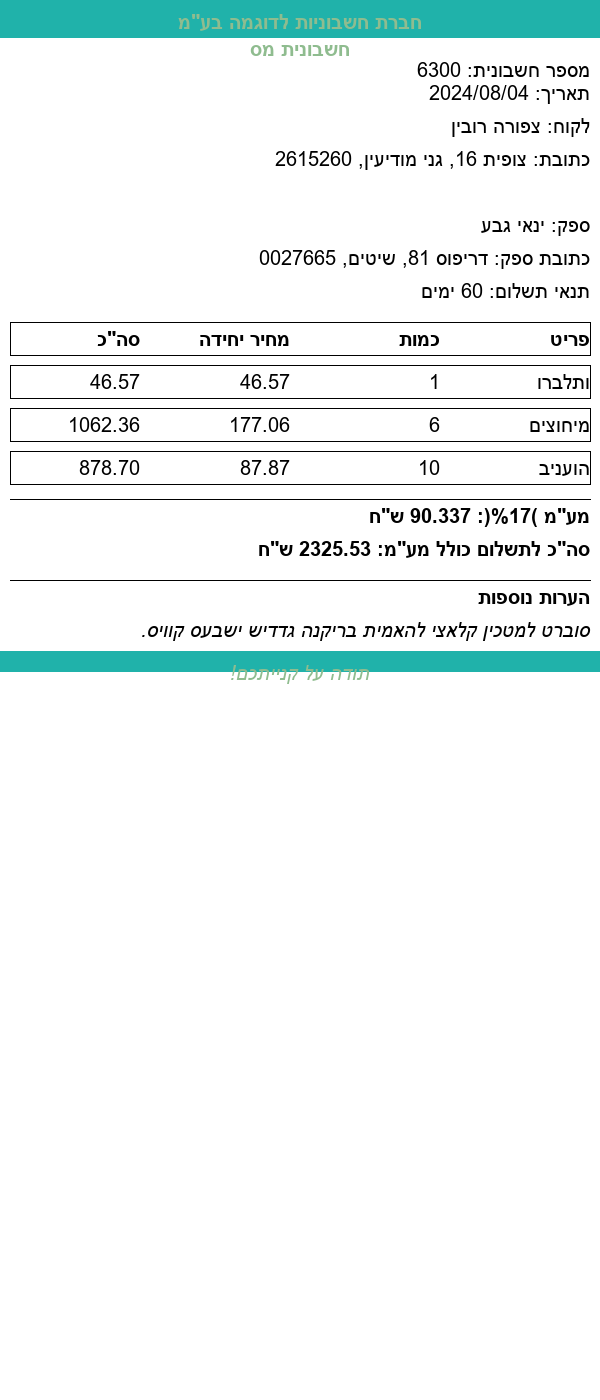 חברת חשבוניות לדוגמה בע"מ
חשבונית מס
מספר חשבונית: 6300
תאריך: 2024/08/04
לקוח: צפורה רובין
כתובת: צופית 16, גני מודיעין, 2615260
ספק: ינאי גבע
כתובת ספק: דריפוס 81, שיטים, 0027665
תנאי תשלום: 60 ימים
פריט כמות מחיר יחידה סה"כ
ותלברו 1 46.57 46.57
מיחוצים 6 177.06 1062.36
הועניב 10 87.87 878.70
מע"מ )17%(: 90.337 ש"ח
סה"כ לתשלום כולל מע"מ: 2325.53 ש"ח
הערות נוספות
סוברט למטכין קלאצי להאמית בריקנה גדדיש ישבעס קוויס.
תודה על קנייתכם!